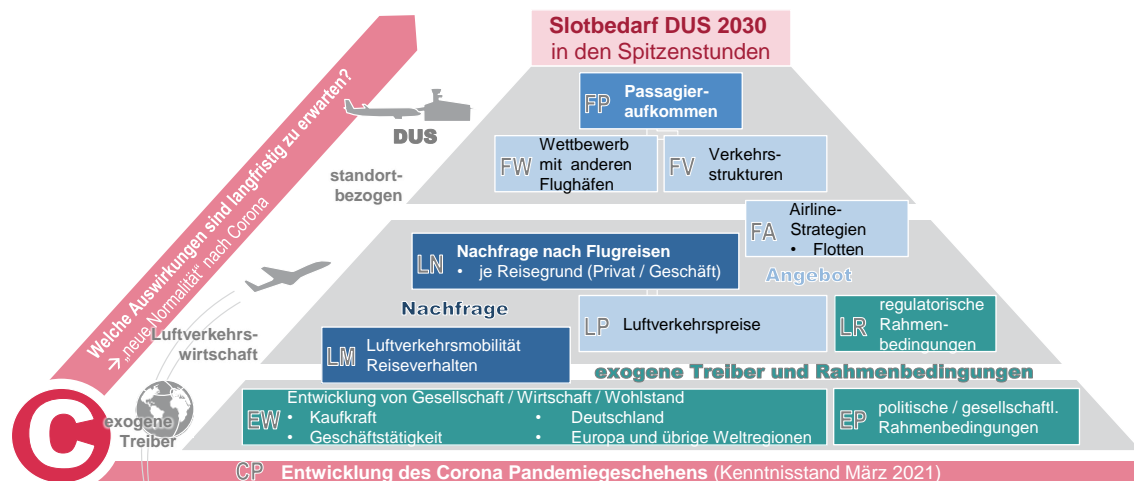 Slotbedarf DUS 2030
in den Spitzenstunden
Welche Auswirkungen sind langfristig zu erwarten?
→ „neue Normalität“ nach Corona
DUS
standort-
bezogen
FP
Passagier-
aufkommen
FW
Wettbewerb
mit anderen
Flughäfen
FV
Verkehrs-
strukturen
FA
Airline-
Strategien
• Flotten
LN
Nachfrage nach Flugreisen
• je Reisegrund (Privat / Geschäft)
Angebot
Nachfrage
Luftverkehrs-
wirtschaft
LP
Luftverkehrspreise
LR
regulatorische
Rahmen-
bedingungen
LM
Luftverkehrsmobilität
Reiseverhalten
exogene Treiber und Rahmenbedingungen
C
exogene
Treiber
EW
Entwicklung von Gesellschaft / Wirtschaft / Wohlstand
• Kaufkraft
• Geschäftstätigkeit
• Deutschland
• Europa und übrige Weltregionen
EP
politische / gesellschaftl.
Rahmenbedingungen
CP Entwicklung des Corona Pandemiegeschehens (Kenntnisstand März 2021)